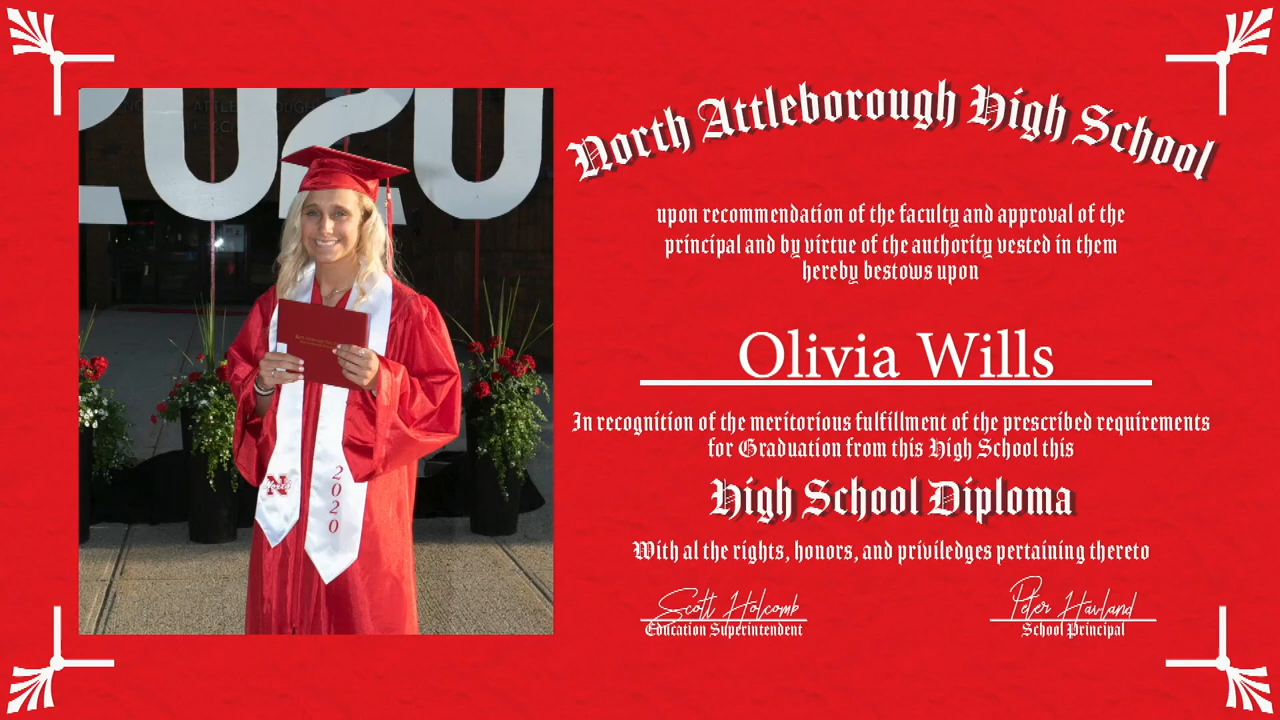 2020
North Attleborough High School
upon recommendation of the faculty and approval of the
principal and by virtue of the authority vested in them
hereby bestows upon
Olivia Wills
In recognition of the meritorious fulfillment of the prescribed requirements
for Graduation from this High School this
High School Diploma
With al the rights, honors, and priviledges pertaining thereto
Scott Holcomb
Education Superintendent
Peter Havland
School Principal
N
North
2020